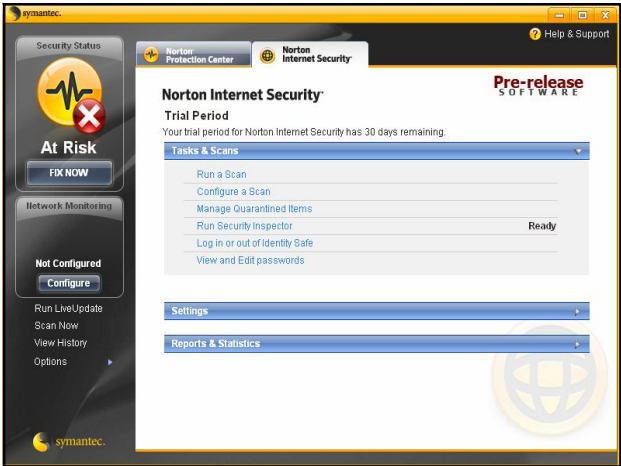 symantec.
Help & Support
Security Status
At Risk
FIX NOW
Network Monitoring
Not Configured
Configure
Run LiveUpdate
Scan Now
View History
Options
symantec.
Norton
Protection Center
Norton
Internet Security
Pre-release
SOFTWARE
Norton Internet Security
Trial Period
Your trial period for Norton Internet Security has 30 days remaining.
Tasks & Scans
Run a Scan
Configure a Scan
Manage Quarantined Items
Run Security Inspector Ready
Log in or out of Identity Safe
View and Edit passwords
Settings
Reports & Statistics